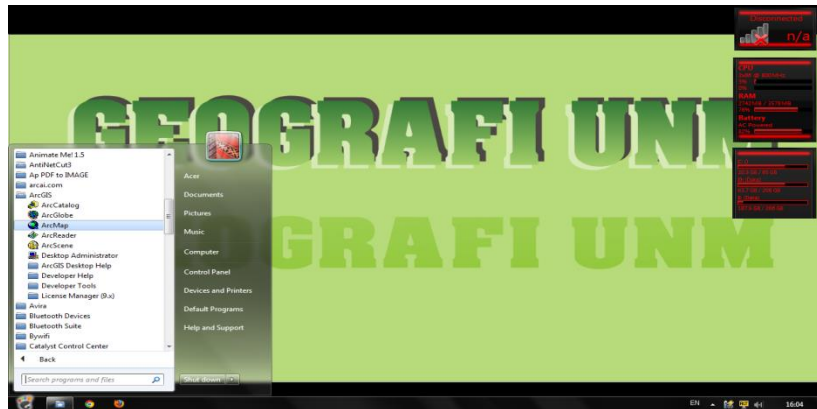 Disconnected
n/a
CPU
RAM
Battery
GEOGRAFI UNM
GEOGRAFI UNM
Animate Me! 1.5
AntiNetCut3
Ap PDF to IMAGE
arcai.com
ArcGIS
ArcCatalog
ArcGlobe
ArcMap
ArcReader
ArcScene
Desktop Administrator
ArcGIS Desktop Help
Developer Help
Developer Tools
License Manager (9.x)
Avira
Bluetooth Devices
Bluetooth Suite
Bywifi
Catalyst Control Center
Back
Search programs and files
Acer
Documents
Pictures
Music
Computer
Control Panel
Devices and Printers
Default Programs
Help and Support
Shut down
EN
16:04